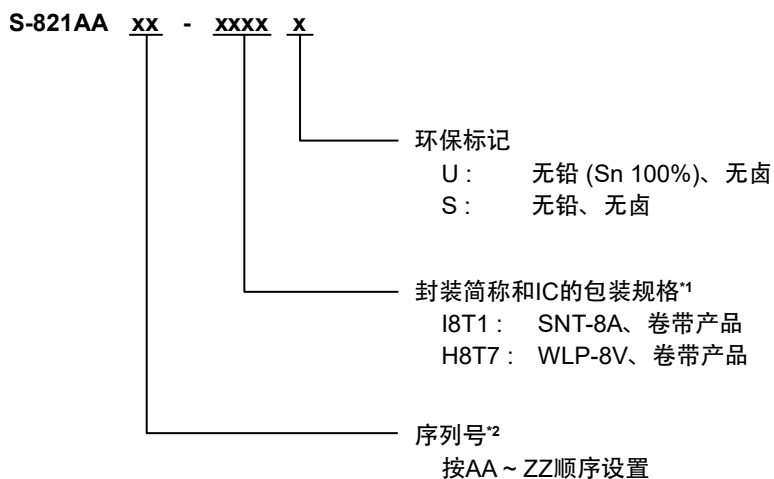 S-821AA xx - xxxx x
环保标记
U : 无铅 (Sn 100%)、无卤
S : 无铅、无卤
封装简称和IC的包装规格*1
I8T1 : SNT-8A、卷带产品
H8T7 : WLP-8V、卷带产品
序列号*2
按AA ~ ZZ顺序设置